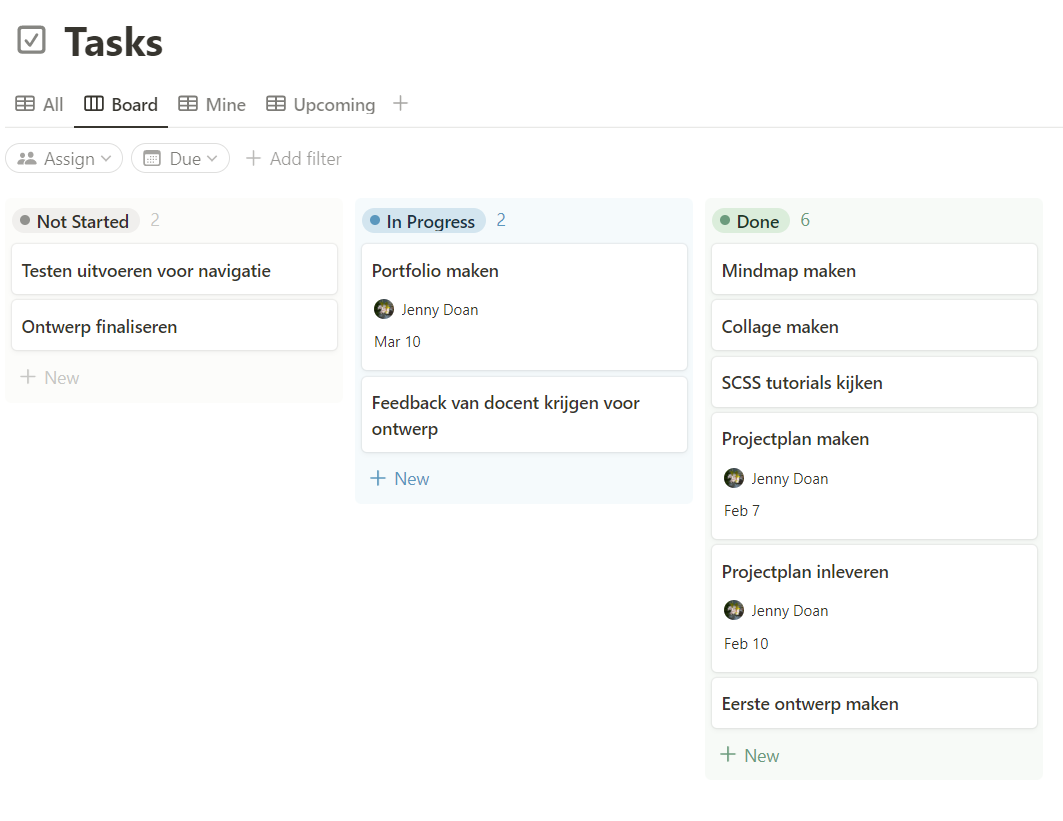 Tasks
All Board Mine Upcoming
Assign Due Add filter
Not Started 2
Testen uitvoeren voor navigatie
Ontwerp finaliseren
New
In Progress 2
Portfolio maken
Jenny Doan
Mar 10
Feedback van docent krijgen voor
ontwerp
New
Done 6
Mindmap maken
Collage maken
SCSS tutorials kijken
Projectplan maken
Jenny Doan
Feb 7
Projectplan inleveren
Jenny Doan
Feb 10
Eerste ontwerp maken
New